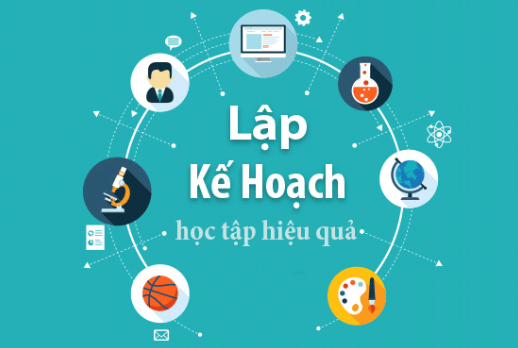 Lập
Kế Hoạch
học tập hiệu quả